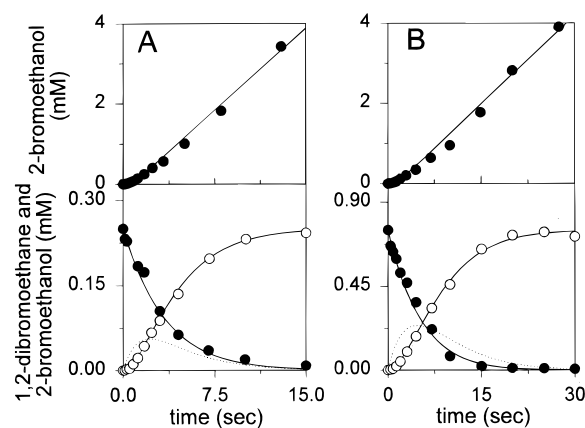 A
B
2-bromoethanol
(mM)
4
2
0
4
2
0
1,2-dibromoethane and
2-bromoethanol (mM)
0.30
0.15
0.00
0.90
0.45
0.00
0.0
7.5
15.0
0
15
30
time (sec)
time (sec)